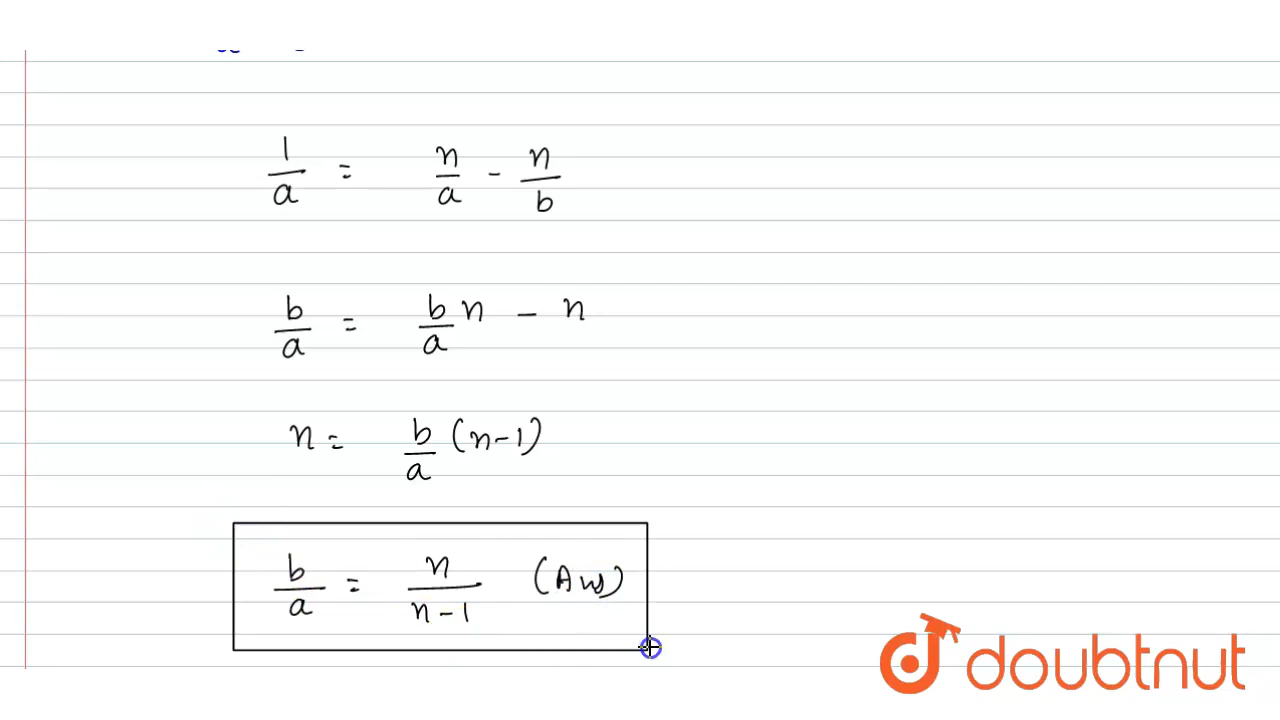 1/a = n/a - n/b
b/a = b/a n - n
n = b/a (n-1)
b/a = n/n-1 (Ans)
doubtnut